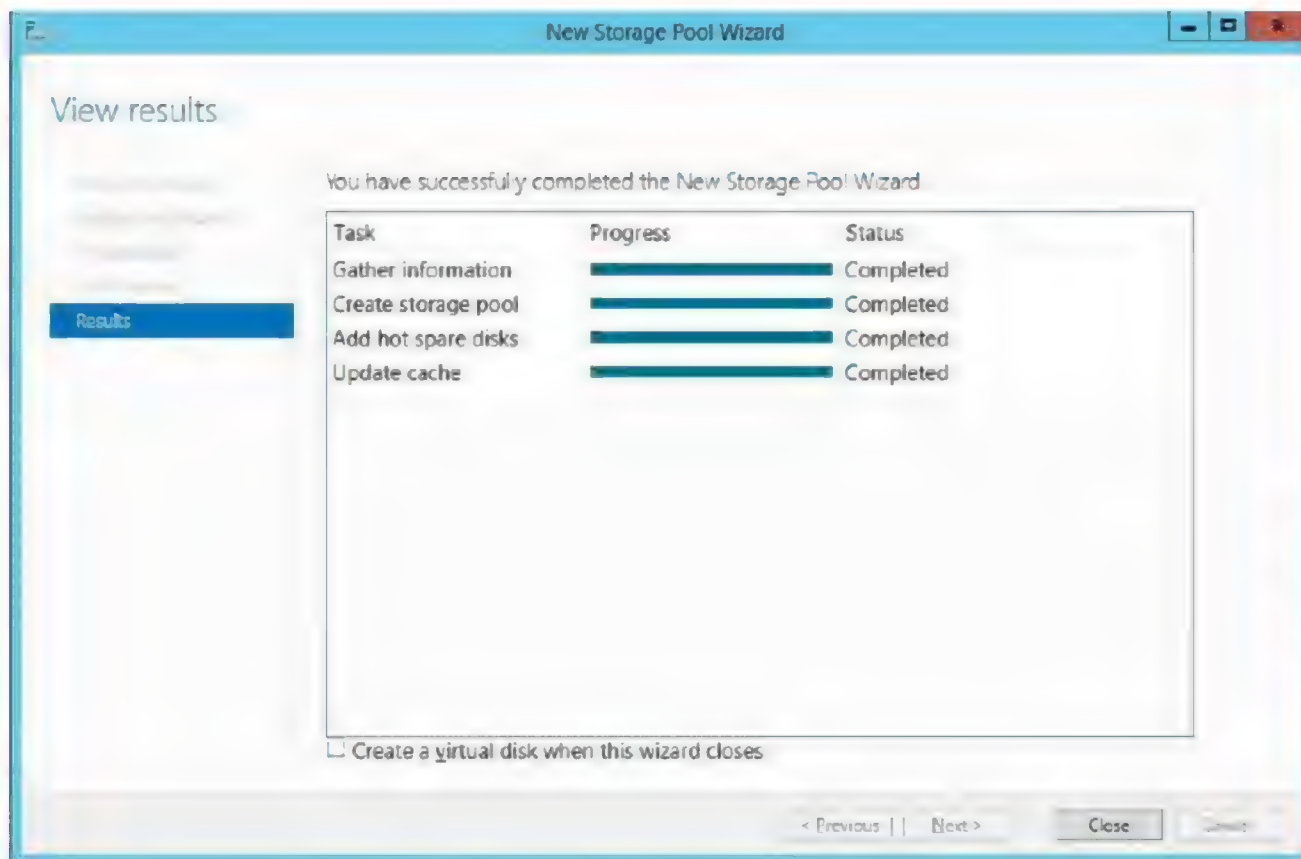 New Storage Pool Wizard
View results
You have successfully completed the New Storage Pool Wizard
Task Progress Status
Gather information Completed
Create storage pool Completed
Add hot spare disks Completed
Update cache Completed
Results
Create a virtual disk when this wizard closes
< Previous Next > Close